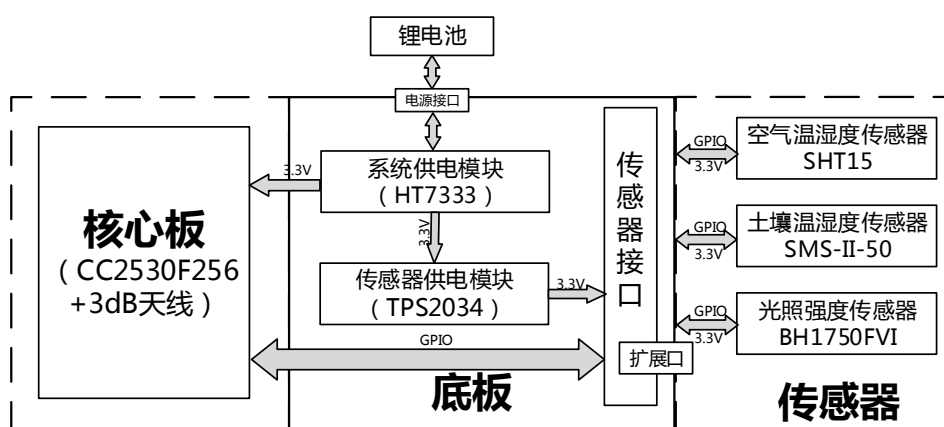 锂电池
电源接口
核心板
（CC2530F256
+3dB天线）
3.3V
系统供电模块
（HT7333）
3.3V
传感器供电模块
（TPS2034）
3.3V
GPIO
底板
传感器接口
扩展口
GPIO
3.3V
空气温湿度传感器
SHT15
GPIO
3.3V
土壤温湿度传感器
SMS-II-50
GPIO
3.3V
光照强度传感器
BH1750FVI
传感器